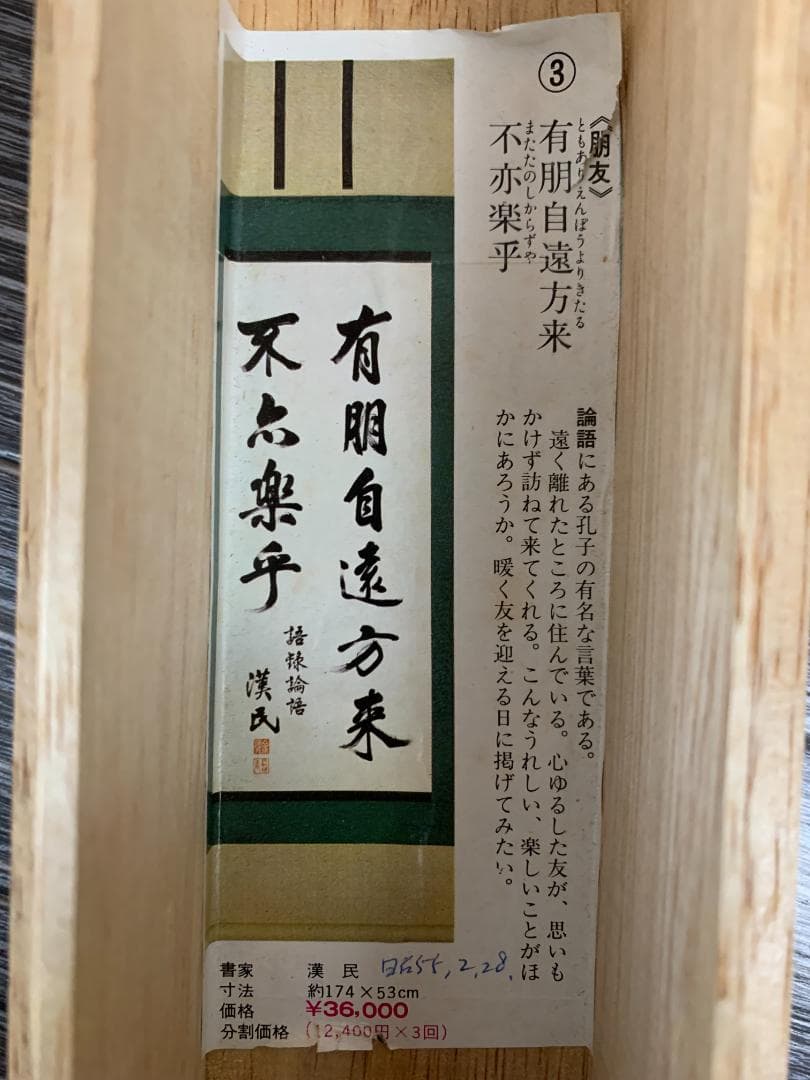 ③
《朋友》
有朋自遠方来
ともありえんぽうよりきたる
不亦楽乎
またたのしからずや
論語にある孔子の有名な言葉である。
遠く離れたところに住んでいる。心ゆるした友が、思いも
かけず訪ねて来てくれる。こんなうれしい、楽しいことがほ
かにあろうか。暖く友を迎える日に掲げてみたい。
有朋自遠方来
不亦楽乎
語録論語
漢民
書家 漢民 昭55,2,28,
寸法 約174×53cm
価格 ¥36,000
分割価格 (12,400円×3回)